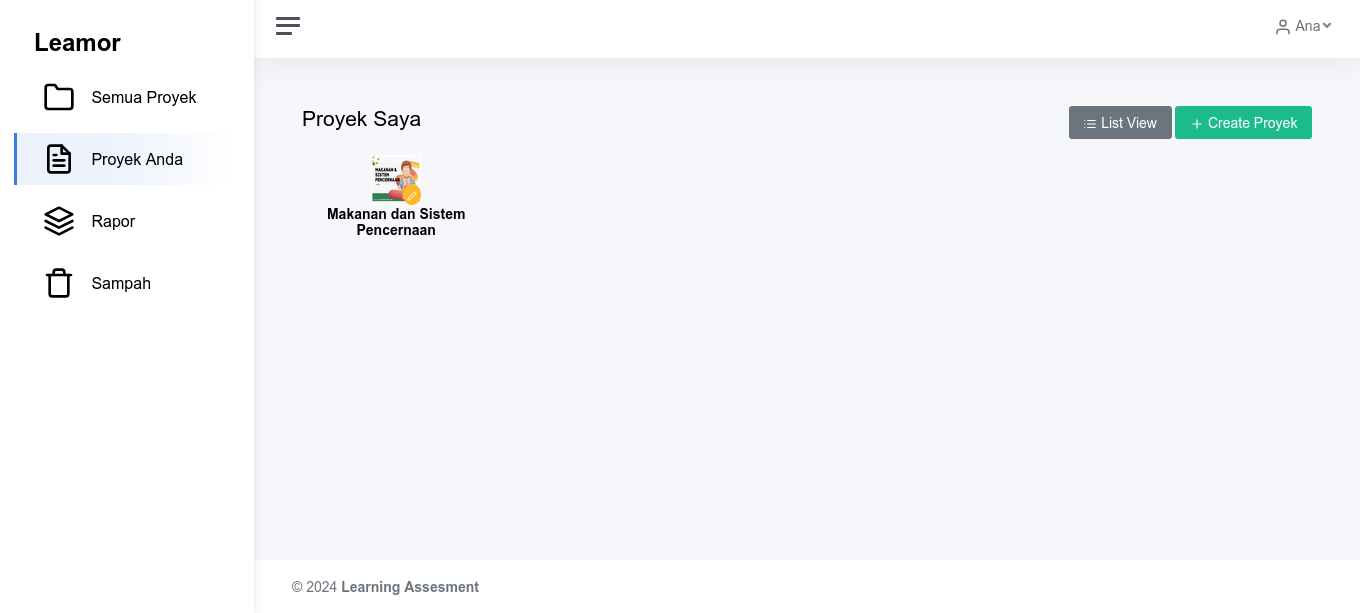 Leamor
Semua Proyek
Proyek Anda
Rapor
Sampah
Ana
Proyek Saya
List View
Create Proyek
MAKANAN &
SISTEM
PENCERNAAN
Makanan dan Sistem
Pencernaan
© 2024 Learning Assesment